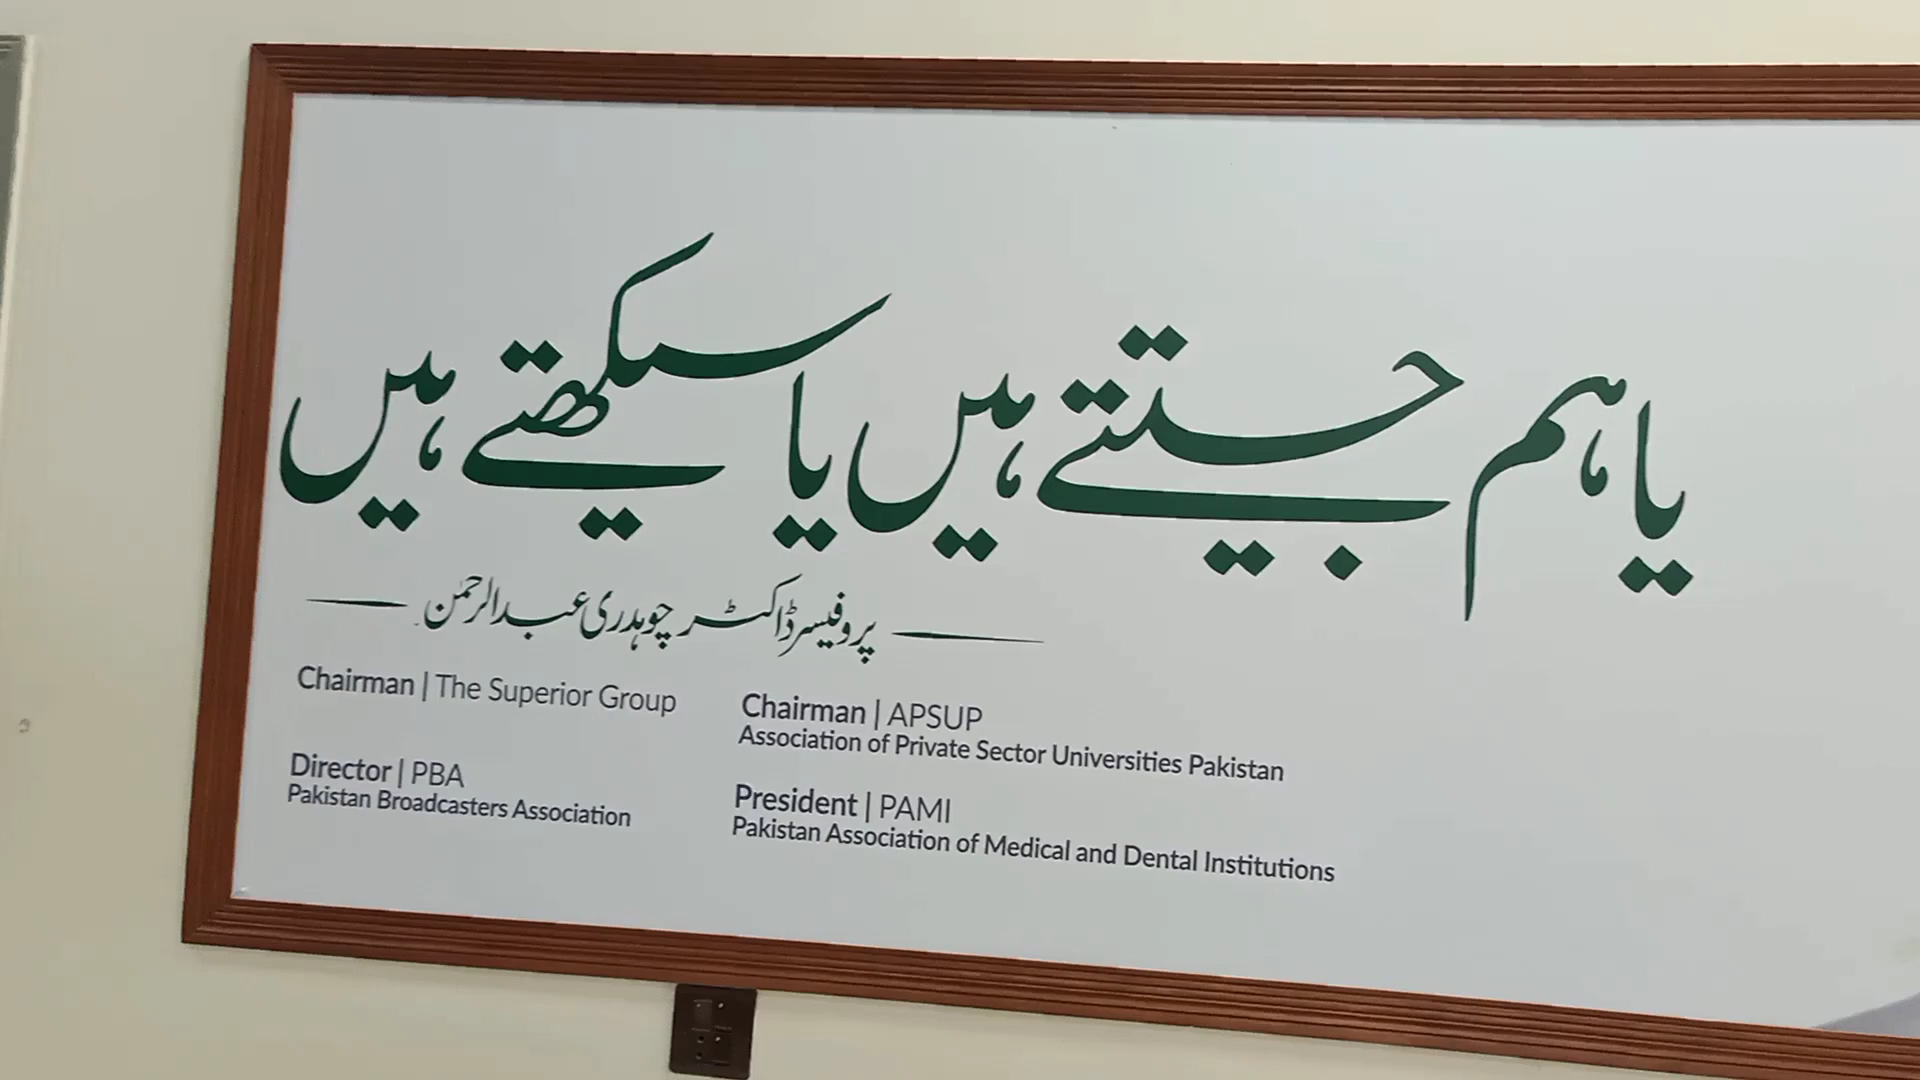 یا ہم جیتتے ہیں یا سیکھتے ہیں
پروفیسر ڈاکٹر چوہدری عبدالرحمٰن
Chairman | The Superior Group
Director | PBA
Pakistan Broadcasters Association
Chairman | APSUP
Association of Private Sector Universities Pakistan
President | PAMI
Pakistan Association of Medical and Dental Institutions